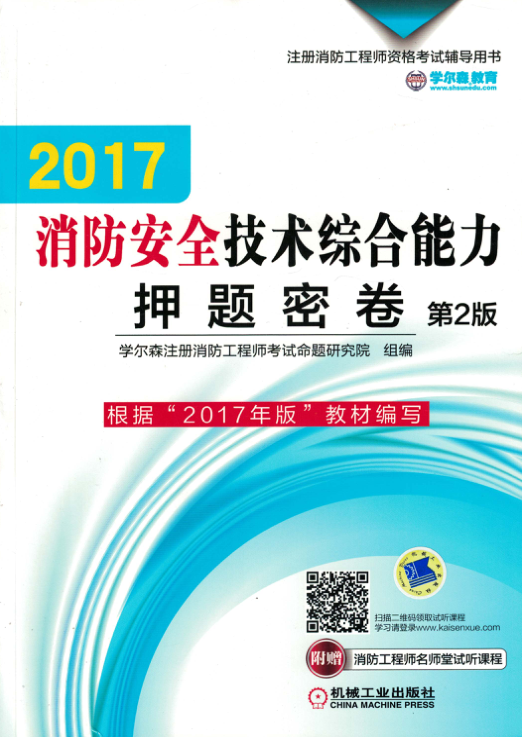 注册消防工程师资格考试辅导用书
学尔森教育
www.shsunedu.com
2017
消防安全技术综合能力
押题密卷 第2版
学尔森注册消防工程师考试命题研究院 组编
根据“2017年版”教材编写
扫描二维码领取试听课程
学习请登录www.kaisenxue.com
附赠 消防工程师名师堂试听课程
机械工业出版社
CHINA MACHINE PRESS